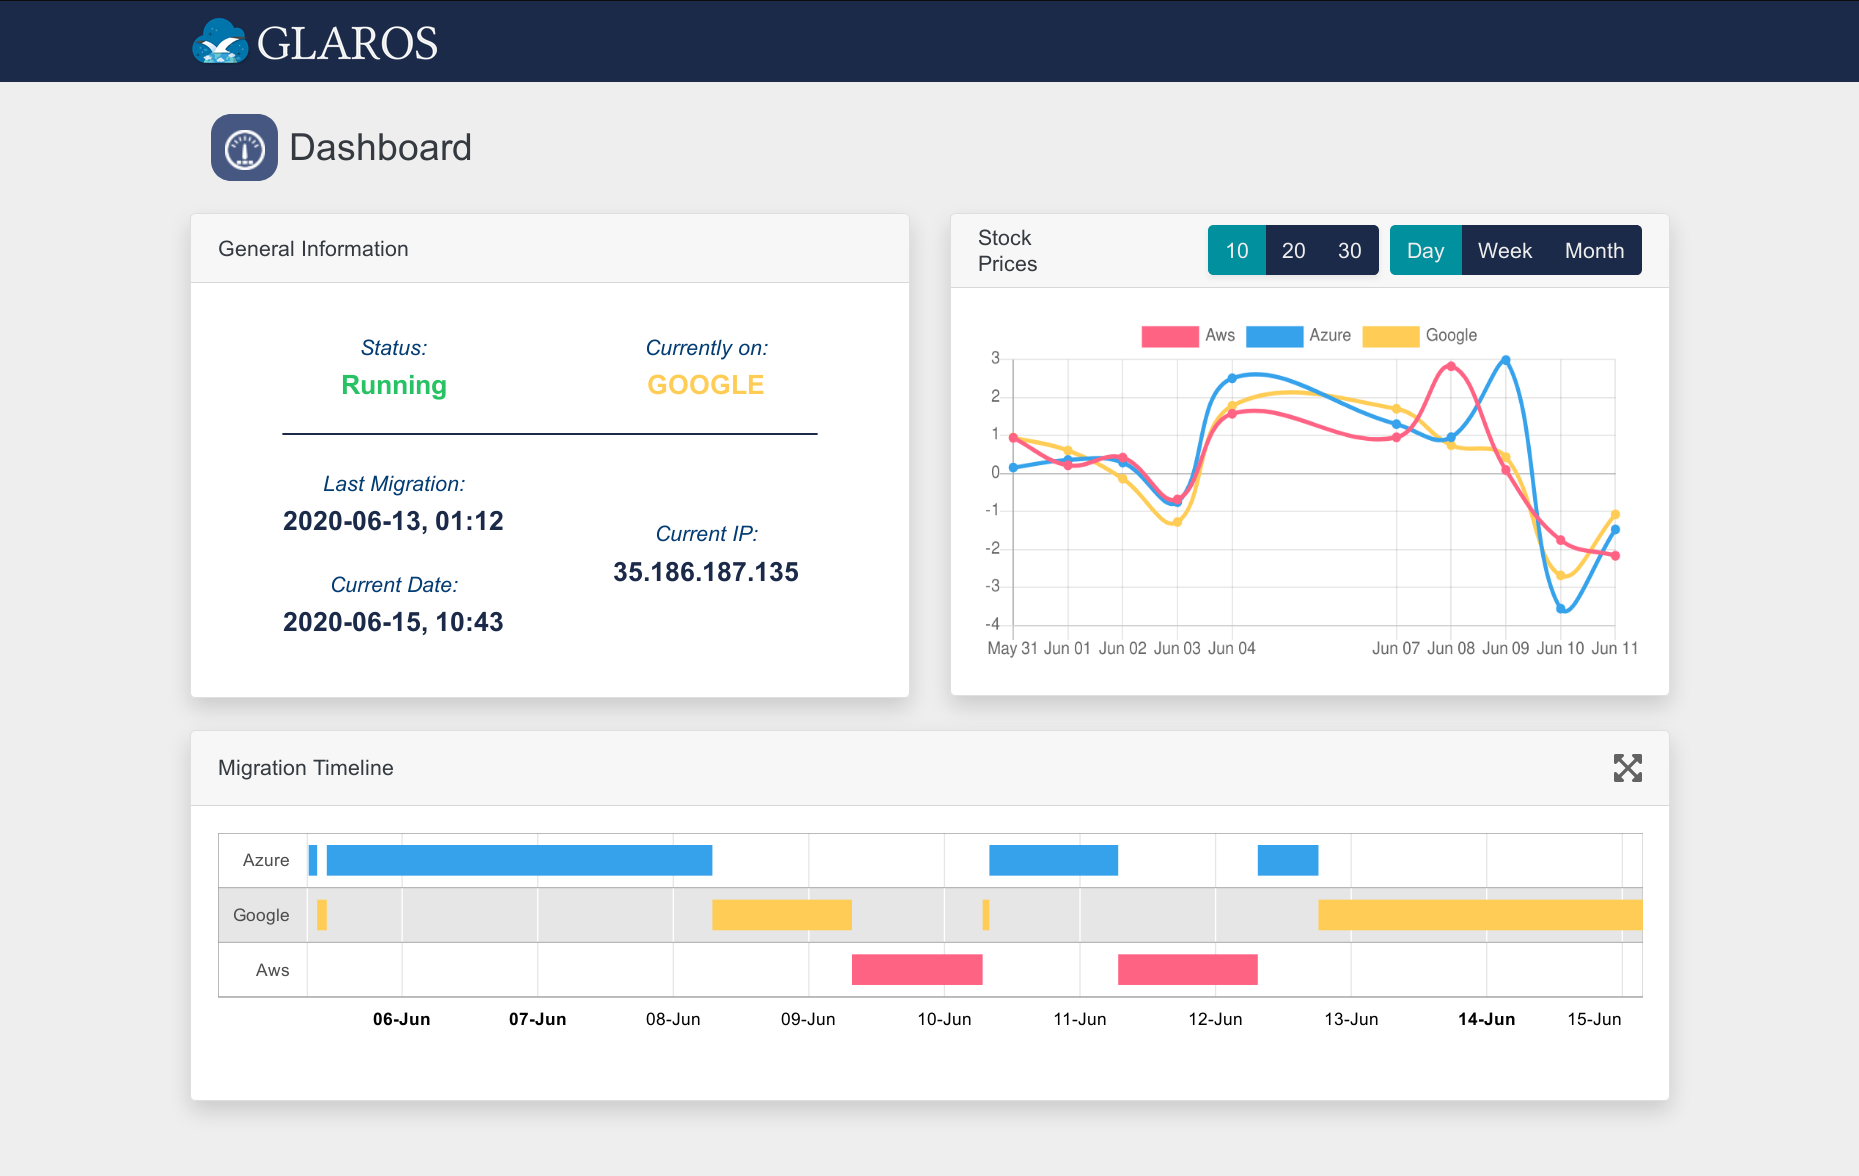 GLAROS
Dashboard
General Information
Status:
Running
Currently on:
GOOGLE
Last Migration:
2020-06-13, 01:12
Current Date:
2020-06-15, 10:43
Current IP:
35.186.187.135
Stock
Prices
10 20 30 Day Week Month
Aws Azure Google
3
2
1
0
-1
-2
-3
-4
May 31 Jun 01 Jun 02 Jun 03 Jun 04 Jun 07 Jun 08 Jun 09 Jun 10 Jun 11
Migration Timeline
Azure
Google
Aws
06-Jun 07-Jun 08-Jun 09-Jun 10-Jun 11-Jun 12-Jun 13-Jun 14-Jun 15-Jun